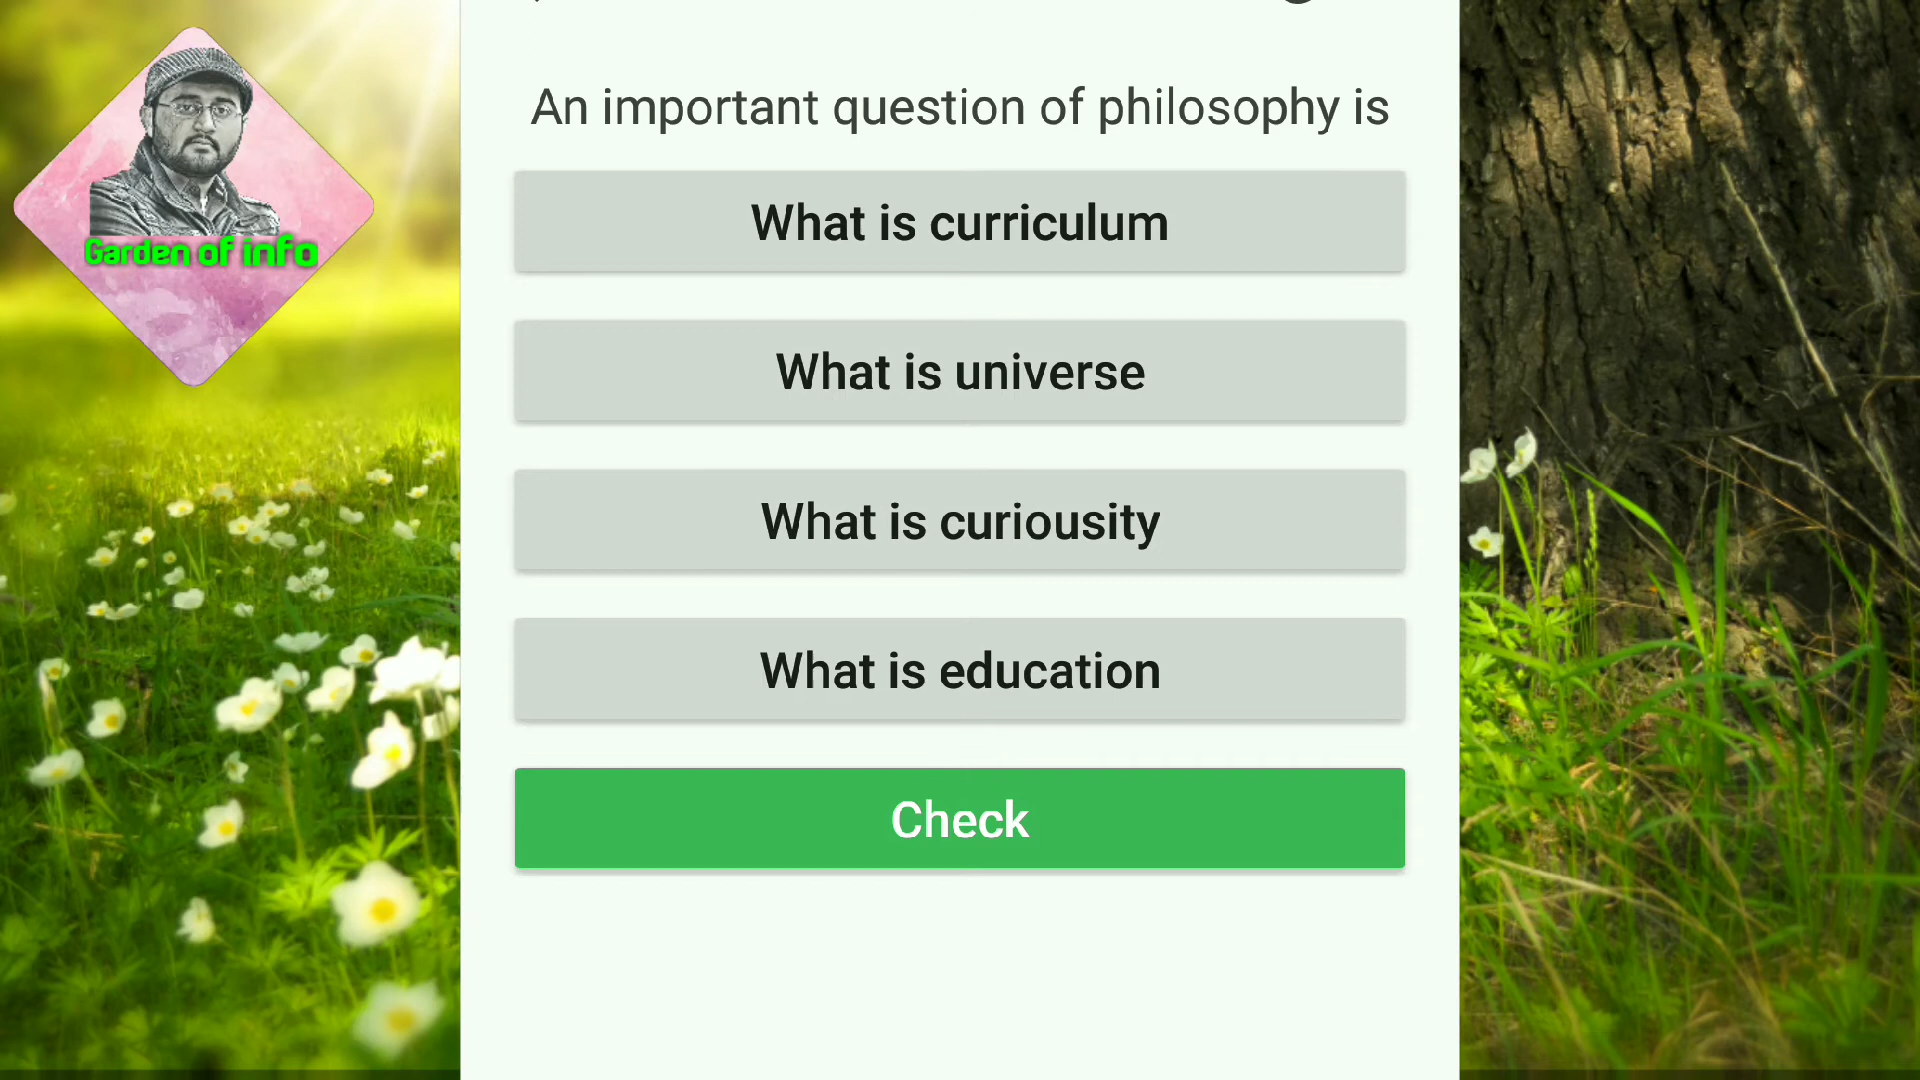 Garden of info
An important question of philosophy is
What is curriculum
What is universe
What is curiousity
What is education
Check